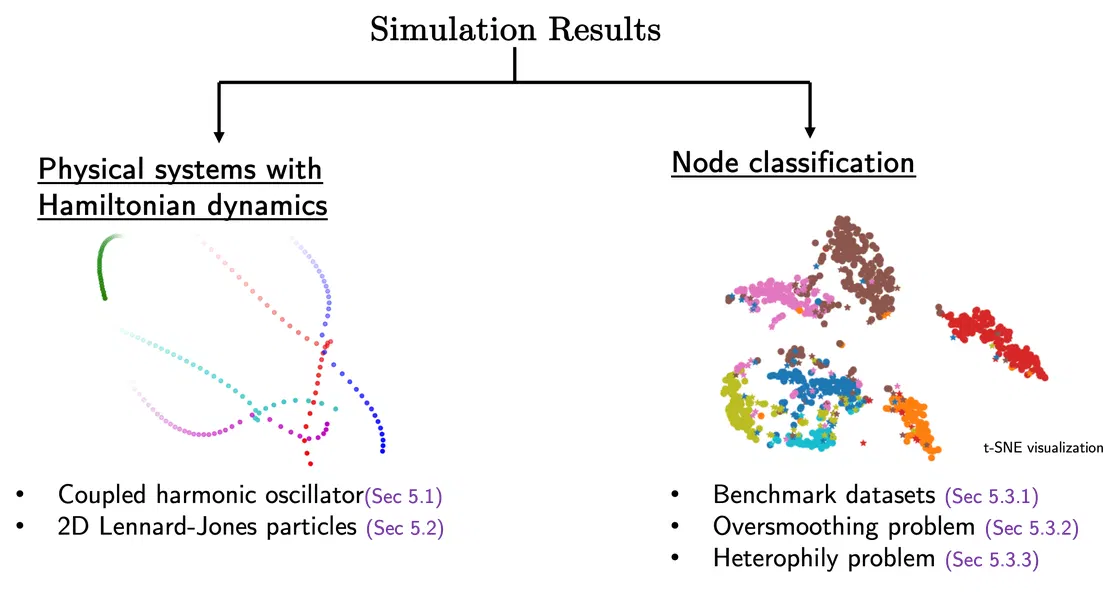 Simulation Results
Physical systems with
Hamiltonian dynamics
• Coupled harmonic oscillator(Sec 5.1)
• 2D Lennard-Jones particles (Sec 5.2)
Node classification
t-SNE visualization
• Benchmark datasets (Sec 5.3.1)
• Oversmoothing problem (Sec 5.3.2)
• Heterophily problem (Sec 5.3.3)